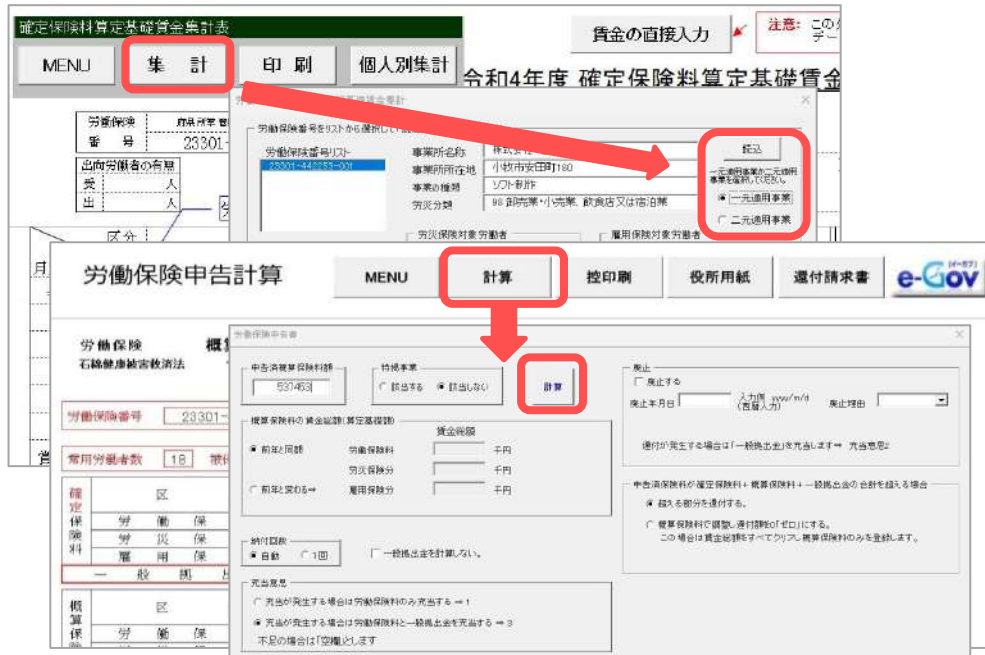 確定保険料算定基礎賃金集計表
MENU
集 計
印 刷
個人別集計
賃金の直接入力
注意:
令和4年度 確定保険料算定基礎賃金
労働保険
番 号
23301
出向労働者の有無
受 人
出 人
区分
月
労働保険番号をリストから選択して
労働保険番号リスト
事業所名称
株式会社
事業所所在地
小牧市安田町180
事業の種類
ソフト制作
労災分類
98 卸売業・小売業、飲食店又は宿泊業
読込
一元適用事業か二元適用
事業を選択してください。
一元適用事業
二元適用事業
労災保険対象労働者
雇用保険対象労働者
労働保険申告計算
MENU
計算
控印刷
役所用紙
還付請求書
e-Gov
労働保険
概算
石綿健康被害救済法
労働保険番号
23301-
常用労働者数
18
確定保険料
区
労 働 保
労 災 保
雇 用 保
一 般 拠 出
区
労 働 保
労働保険申告書
申告済概算保険料額
537453
特掲事業
該当する
該当しない
計算
概算保険料の賃金総額(算定基礎額)
賃金総額
前年と同額
労働保険料
千円
労災保険分
千円
前年と変わる⇒
雇用保険分
千円
納付回数
自動
1回
一般拠出金を計算しない。
充当意思
充当が発生する場合は労働保険料のみ充当する ⇒ 1
充当が発生する場合は労働保険料と一般拠出金を充当する ⇒ 3
不足の場合は「空欄」とします
廃止
廃止する
廃止年月日
入力例 yyyy/m/d
(西暦入力)
廃止理由
還付が発生する場合は「一般拠出金」を充当します⇒ 充当意思2
申告済保険料が確定保険料+概算保険料+一般拠出金の合計を超える場合
超える部分を還付する。
概算保険料で調整し還付額を「ゼロ」にする。
この場合は賃金総額をすべてクリアし概算保険料のみを登録します。